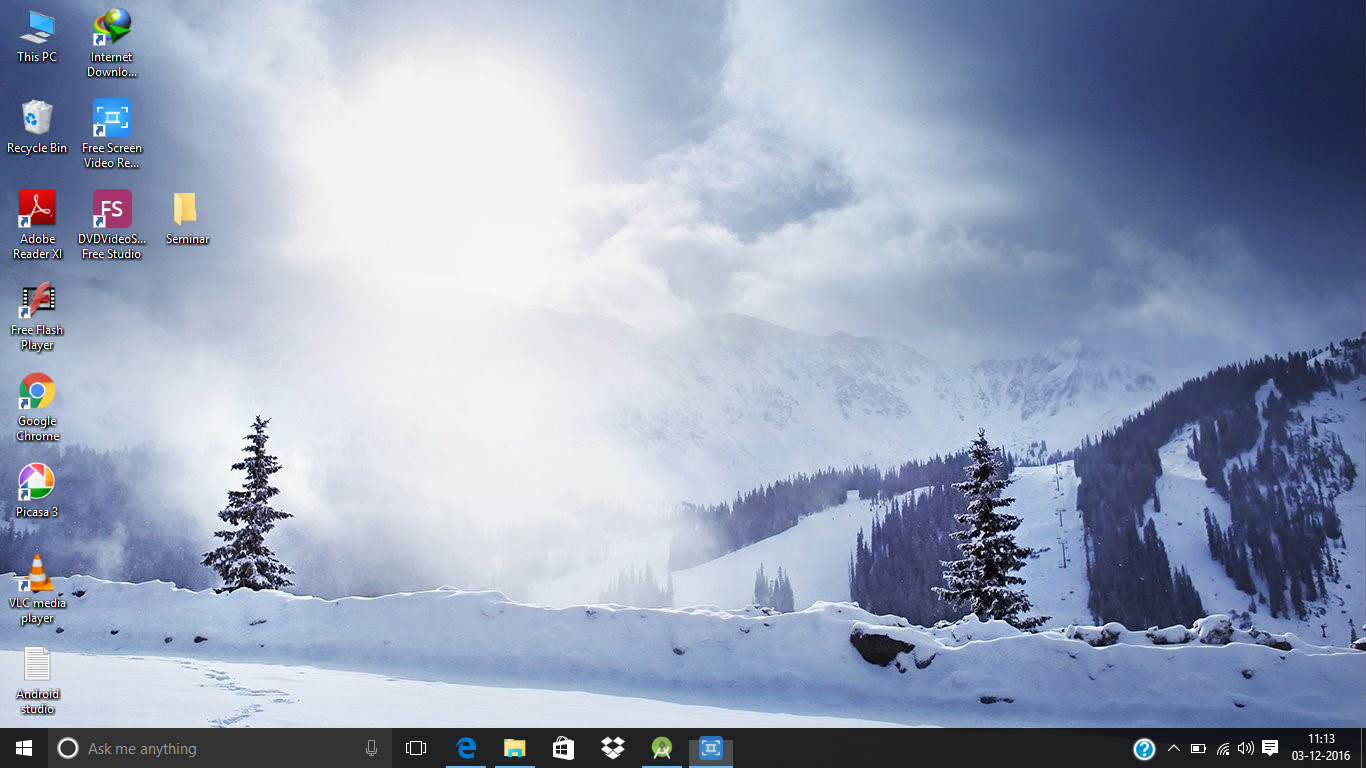 This PC
Internet
Downlo...
Recycle Bin
Free Screen
Video Re...
Adobe
Reader XI
FS
DVDVideoS...
Free Studio
Seminar
Free Flash
Player
Google
Chrome
Picasa 3
VLC media
player
Android
studio
Ask me anything
11:13
03-12-2016